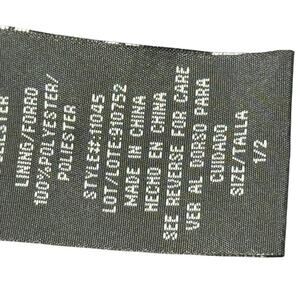 LINING/FORRO
100%POLYESTER/
POLIESTER
STYLE#:11045
LOT/LOTE:910752
MADE IN CHINA
HECHO EN CHINA
SEE REVERSE FOR CARE
VER AL DORSO PARA
CUIDADO
SIZE/TALLA
1/2